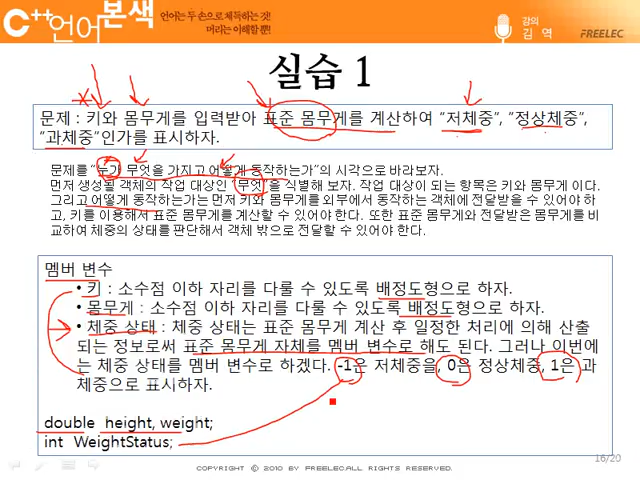 C++언어본색
언어는 두 손으로 체득하는 것!
머리는 이해할 뿐!
강의
김 역
FREELEC
실습 1
문제 : 키와 몸무게를 입력받아 표준 몸무게를 계산하여 “저체중”, “정상체중”,
“과체중”인가를 표시하자.
문제를 “누가 무엇을 가지고 어떻게 동작하는가”의 시각으로 바라보자.
먼저 생성될 객체의 작업 대상인 “무엇”을 식별해 보자. 작업 대상이 되는 항목은 키와 몸무게 이다.
그리고 어떻게 동작하는가는 먼저 키와 몸무게를 외부에서 동작하는 객체에 전달받을 수 있어야 하
고, 키를 이용해서 표준 몸무게를 계산할 수 있어야 한다. 또한 표준 몸무게와 전달받은 몸무게를 비
교하여 체중의 상태를 판단해서 객체 밖으로 전달할 수 있어야 한다.
멤버 변수
• 키 : 소수점 이하 자리를 다룰 수 있도록 배정도형으로 하자.
• 몸무게 : 소수점 이하 자리를 다룰 수 있도록 배정도형으로 하자.
• 체중 상태 : 체중 상태는 표준 몸무게 계산 후 일정한 처리에 의해 산출
되는 정보로써 표준 몸무게 자체를 멤버 변수로 해도 된다. 그러나 이번에
는 체중 상태를 멤버 변수로 하겠다. -1은 저체중을, 0은 정상체중, 1은 과
체중으로 표시하자.
double height, weight;
int WeightStatus;
16/20
COPYRIGHT © 2010 BY FREELEC.ALL RIGHTS RESERVED.